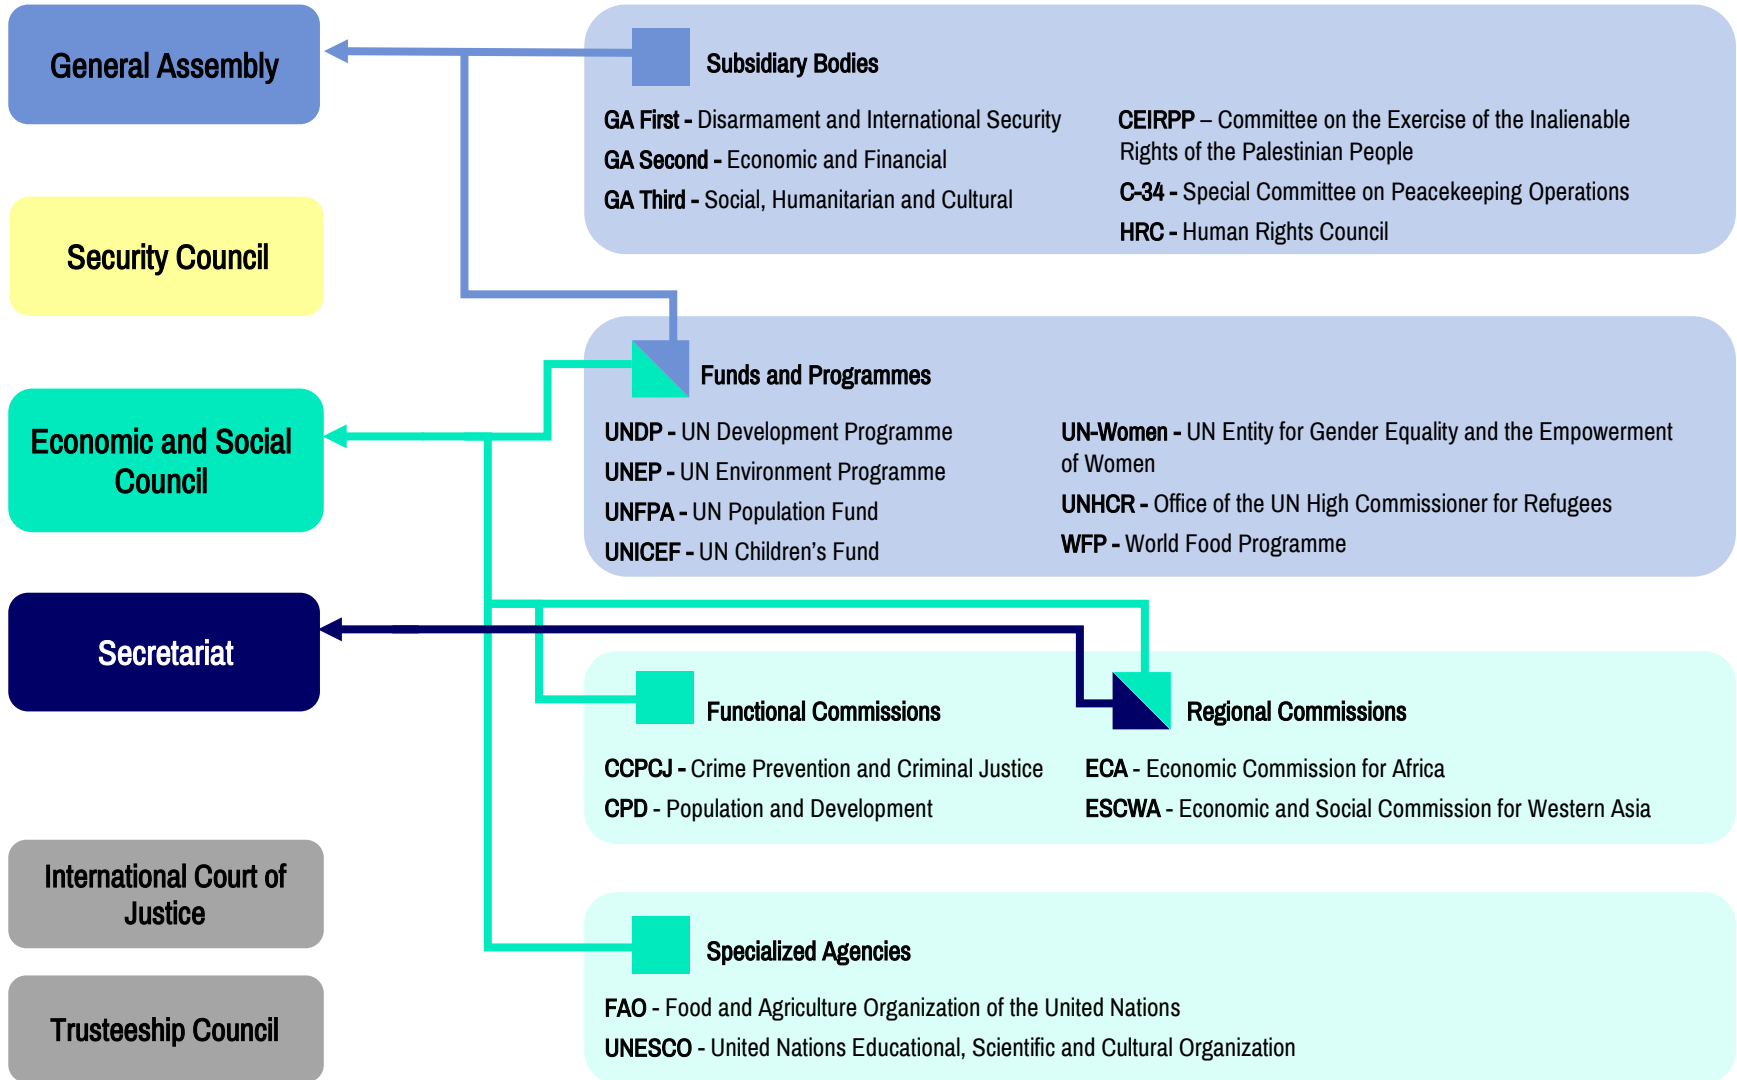 General Assembly
Security Council
Economic and Social
Council
Secretariat
International Court of
Justice
Trusteeship Council
Subsidiary Bodies
GA First - Disarmament and International Security
GA Second - Economic and Financial
GA Third - Social, Humanitarian and Cultural
CEIRPP – Committee on the Exercise of the Inalienable
Rights of the Palestinian People
C-34 - Special Committee on Peacekeeping Operations
HRC - Human Rights Council
Funds and Programmes
UNDP - UN Development Programme
UNEP - UN Environment Programme
UNFPA - UN Population Fund
UNICEF - UN Children’s Fund
UN-Women - UN Entity for Gender Equality and the Empowerment
of Women
UNHCR - Office of the UN High Commissioner for Refugees
WFP - World Food Programme
Functional Commissions
CCPCJ - Crime Prevention and Criminal Justice
CPD - Population and Development
Regional Commissions
ECA - Economic Commission for Africa
ESCWA - Economic and Social Commission for Western Asia
Specialized Agencies
FAO - Food and Agriculture Organization of the United Nations
UNESCO - United Nations Educational, Scientific and Cultural Organization